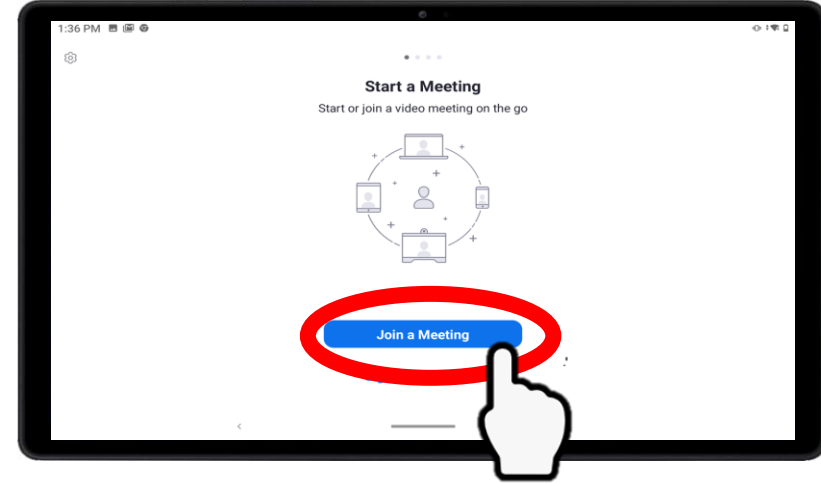 1:36 PM
Start a Meeting
Start or join a video meeting on the go
Join a Meeting